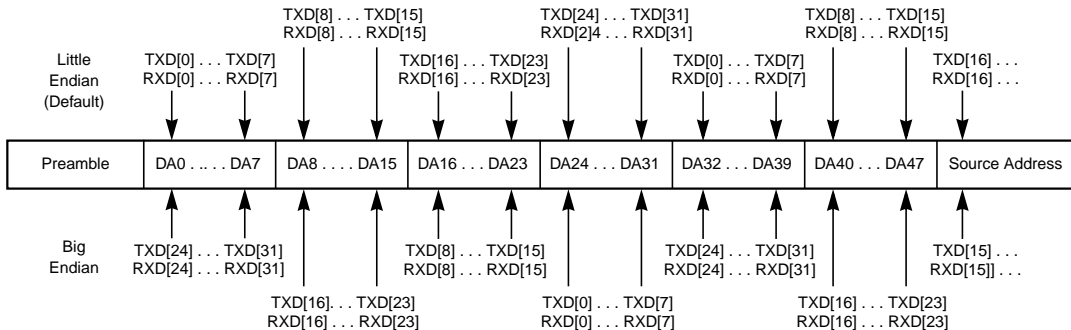 TXD[8] . . . TXD[15]
RXD[8] . . . RXD[15]
TXD[24] . . . TXD[31]
RXD[2]4 . . . RXD[31]
TXD[8] . . . TXD[15]
RXD[8] . . . RXD[15]
Little
Endian
(Default)
TXD[0] . . . TXD[7]
RXD[0] . . . RXD[7]
TXD[16] . . . TXD[23]
RXD[16] . . . RXD[23]
TXD[0] . . . TXD[7]
RXD[0] . . . RXD[7]
TXD[16] . . .
RXD[16] . . .
Preamble DA0 . ... . . DA7 DA8 . . . . DA15 DA16 . . . DA23 DA24 . . . DA31 DA32 . . . DA39 DA40 . . . DA47 Source Address
Big
Endian
TXD[24] . . . TXD[31]
RXD[24] . . . RXD[31]
TXD[8] . . . TXD[15]
RXD[8] . . . RXD[15]
TXD[24] . . . TXD[31]
RXD[24] . . . RXD[31]
TXD[15] . . .
RXD[15]] . . .
TXD[16]. . . TXD[23]
RXD[16] . . . RXD[23]
TXD[0] . . . TXD[7]
RXD[0] . . . RXD[7]
TXD[16] . . . TXD[23]
RXD[16] . . . RXD[23]